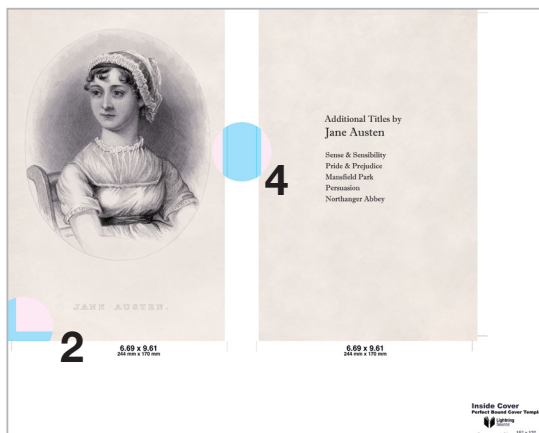 Additional Titles by
Jane Austen
Sense & Sensibility
Pride & Prejudice
Mansfield Park
Persuasion
Northanger Abbey
4
JANE AUSTEN.
2
6.69 x 9.61
244 mm x 170 mm
6.69 x 9.61
244 mm x 170 mm
Inside Cover
Perfect Bound Cover Templ
Lightning
Source